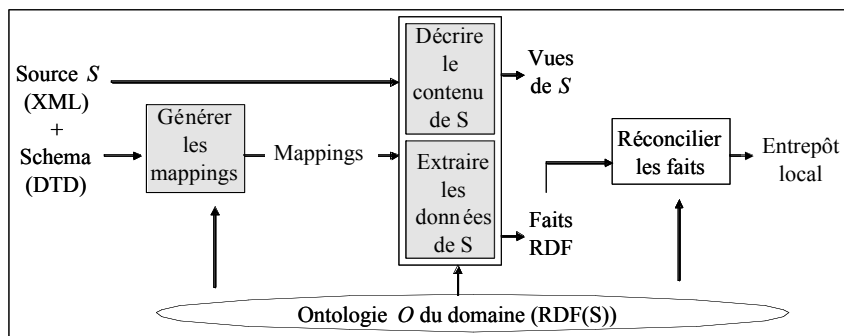 Source S
(XML)
+
Schema
(DTD)
Générer
les
mappings
Mappings
Décrire
le
contenu
de S
Extraire
les
données
de S
Vues
de S
Faits
RDF
Réconcilier
les faits
Entrepôt
local
Ontologie O du domaine (RDF(S))